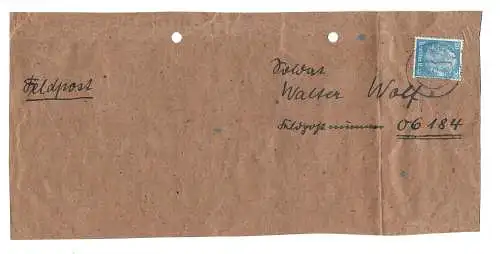 Feldpost
Soldat
Walter Wolf
Feldpostnummer 06184